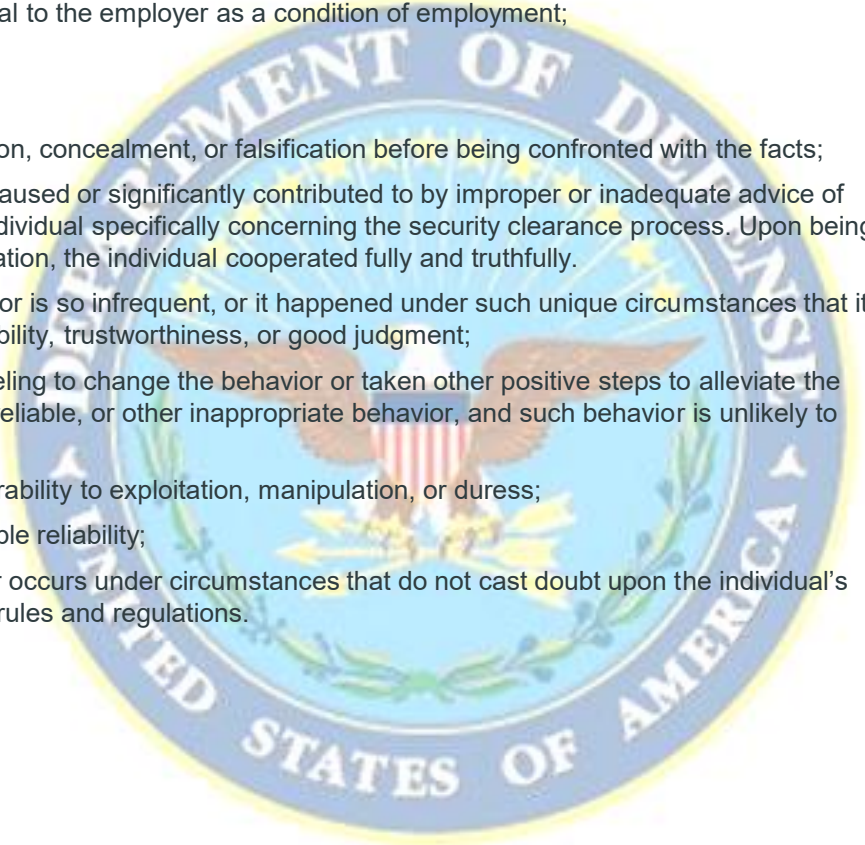 al to the employer as a condition of employment;
on, concealment, or falsification before being confronted with the facts;
aused or significantly contributed to by improper or inadequate advice of
dividual specifically concerning the security clearance process. Upon being
ation, the individual cooperated fully and truthfully.
or is so infrequent, or it happened under such unique circumstances that it
bility, trustworthiness, or good judgment;
eling to change the behavior or taken other positive steps to alleviate the
eliable, or other inappropriate behavior, and such behavior is unlikely to
rability to exploitation, manipulation, or duress;
ble reliability;
r occurs under circumstances that do not cast doubt upon the individual’s
rules and regulations.
DEPARTMENT OF DEFENSE
UNITED STATES OF AMERICA